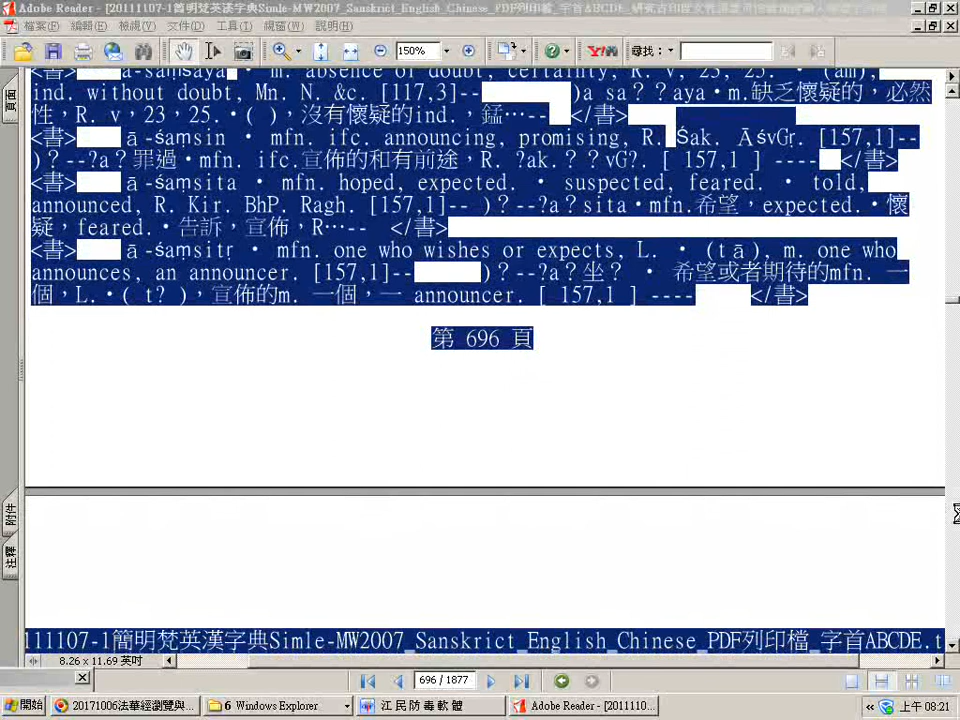 Adobe Reader - [20111107-1簡明梵英漢字典Simle-MW2007_Sanskrict_English_Chinese_PDF列印檔_字首ABCDE
檔案(F) 編輯(E) 檢視(V) 文件(D) 工具(T) 視窗(W) 說明(H)
150% 尋找：
<書> a-saṃśaya • m. absence of doubt, certainty, R. v, 23, 25. • (am),
ind. without doubt, Mn. N. &c. [117,3]-- )a sa？？aya•m.缺乏懷疑的，必然
性，R. v，23，25.•( )，沒有懷疑的ind.，錳…-- </書>
<書> ā-śaṃsin • mfn. ifc. announcing, promising, R. Śak. ĀśvGṛ. [157,1]--
)？--?a？罪過•mfn. ifc.宣佈的和有前途，R. ?ak.？？vG?. [ 157,1 ] ---- </書>
<書> ā-śaṃsita • mfn. hoped, expected. • suspected, feared. • told,
announced, R. Kir. BhP. Ragh. [157,1]-- )？--?a？sita•mfn.希望，expected.•懷
疑，feared.•告訴，宣佈，R…-- </書>
<書> ā-śaṃsitṛ • mfn. one who wishes or expects, L. • (tā), m. one who
announces, an announcer. [157,1]-- )？--?a？坐？ • 希望或者期待的mfn. 一
個，L.•( t? )，宣佈的m. 一個，一 announcer. [ 157,1 ] ---- </書>
第 696 頁
111107-1簡明梵英漢字典Simle-MW2007_Sanskrict_English_Chinese_PDF列印檔_字首ABCDE.t
頁面
附件
注釋
8.26 x 11.69 英吋
696 / 1877
開始 20171006法華經瀏覽與... 6 Windows Explorer 江民防毒軟體 Adobe Reader - [2011110... 上午 08:21